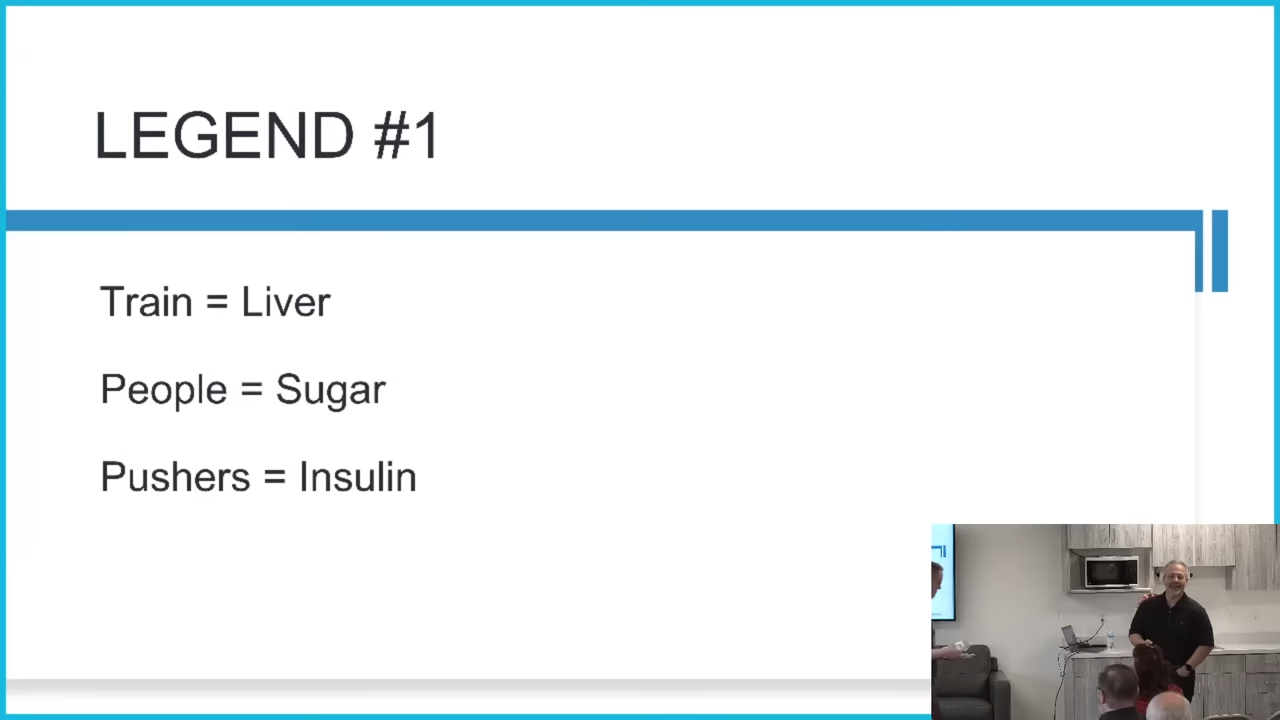 LEGEND #1
Train = Liver
People = Sugar
Pushers = Insulin